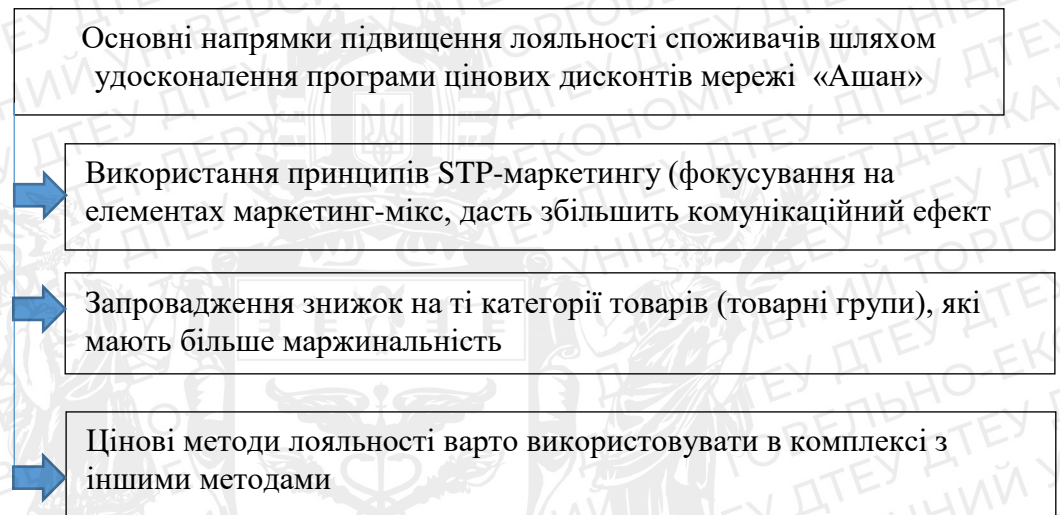 Основні напрямки підвищення лояльності споживачів шляхом
удосконалення програми цінових дисконтів мережі «Ашан»
Використання принципів STP-маркетингу (фокусування на
елементах маркетинг-мікс, дасть збільшить комунікаційний ефект
Запровадження знижок на ті категорії товарів (товарні групи), які
мають більше маржинальність
Цінові методи лояльності варто використовувати в комплексі з
іншими методами